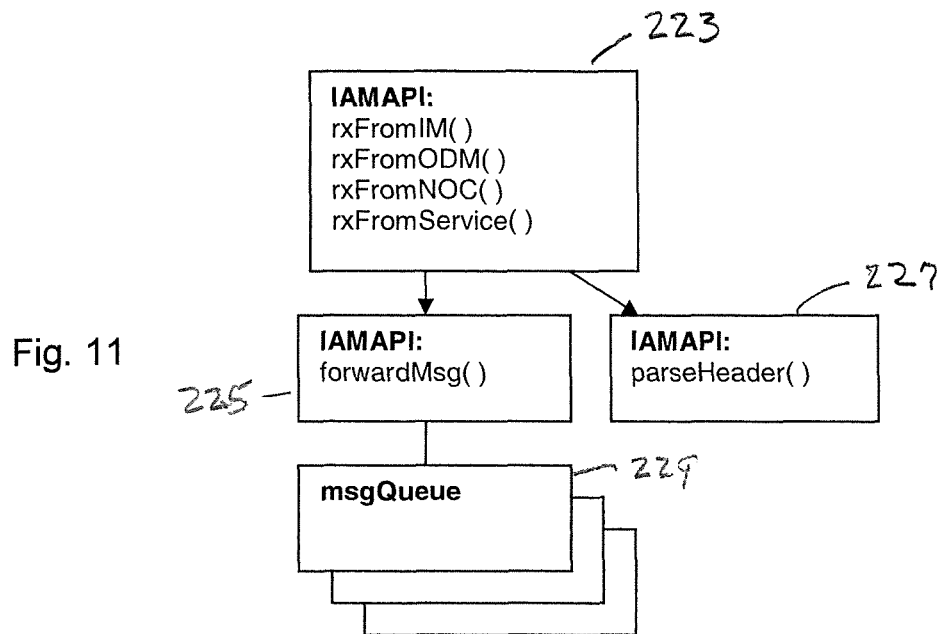 223
IAMAPI:
rxFromIM( )
rxFromODM( )
rxFromNOC( )
rxFromService( )
227
Fig. 11
IAMAPI:
forwardMsg( )
IAMAPI:
parseHeader( )
225
229
msgQueue